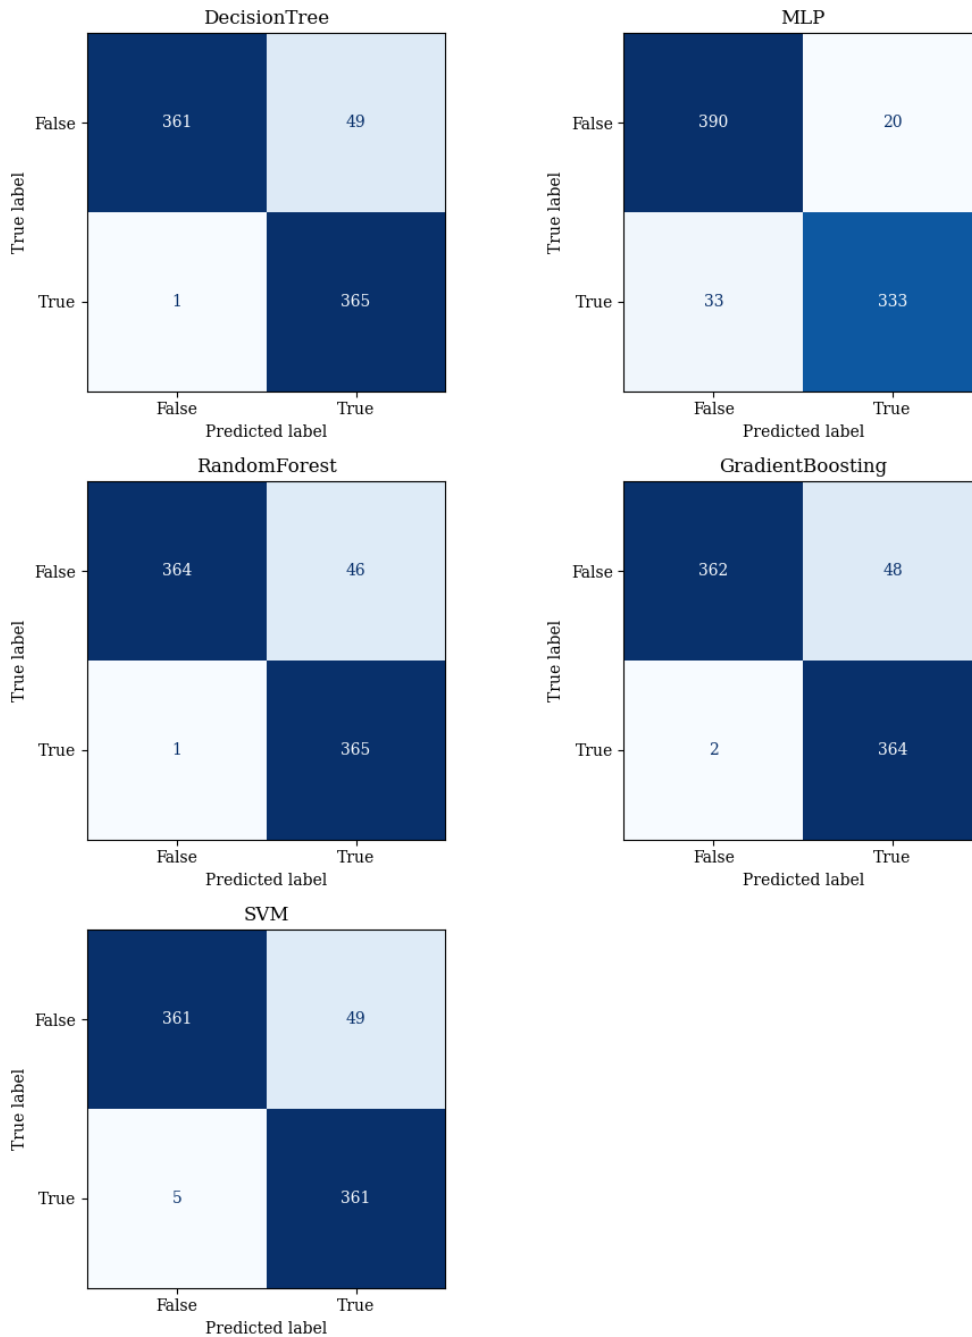 DecisionTree
True label
False
361
49
True
1
365
False
True
Predicted label
MLP
True label
False
390
20
True
33
333
False
True
Predicted label
RandomForest
True label
False
364
46
True
1
365
False
True
Predicted label
GradientBoosting
True label
False
362
48
True
2
364
False
True
Predicted label
SVM
True label
False
361
49
True
5
361
False
True
Predicted label